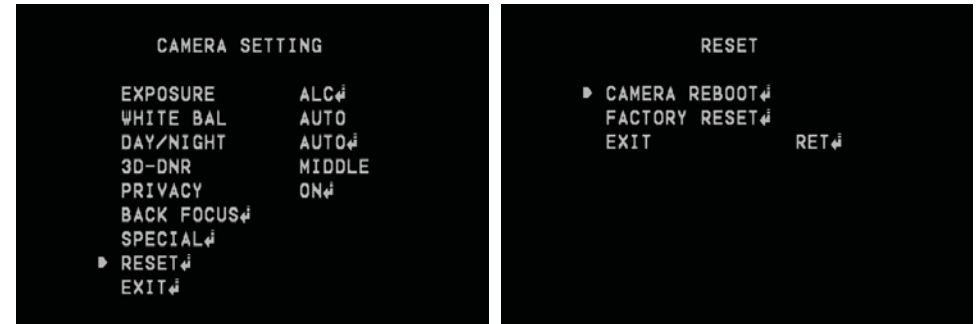 CAMERA SETTING
EXPOSURE ALC↲
WHITE BAL AUTO
DAY/NIGHT AUTO↲
3D-DNR MIDDLE
PRIVACY ON↲
BACK FOCUS↲
SPECIAL↲
RESET↲
EXIT↲
RESET
CAMERA REBOOT↲
FACTORY RESET↲
EXIT RET↲